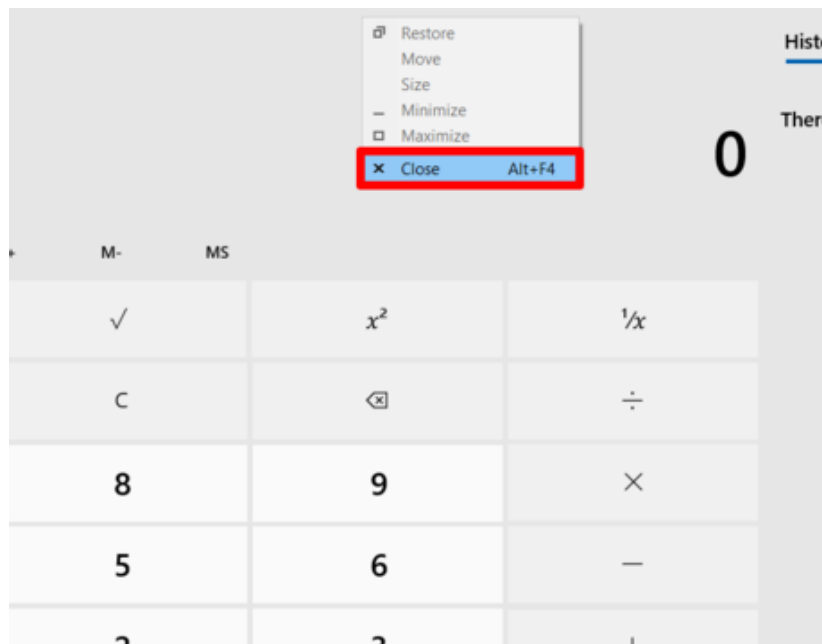 Restore
Move
Size
Minimize
Maximize
Close Alt+F4
Hist
Ther
0
M- MS
√ x² ¹/x
C ÷
8 9 ×
5 6 −